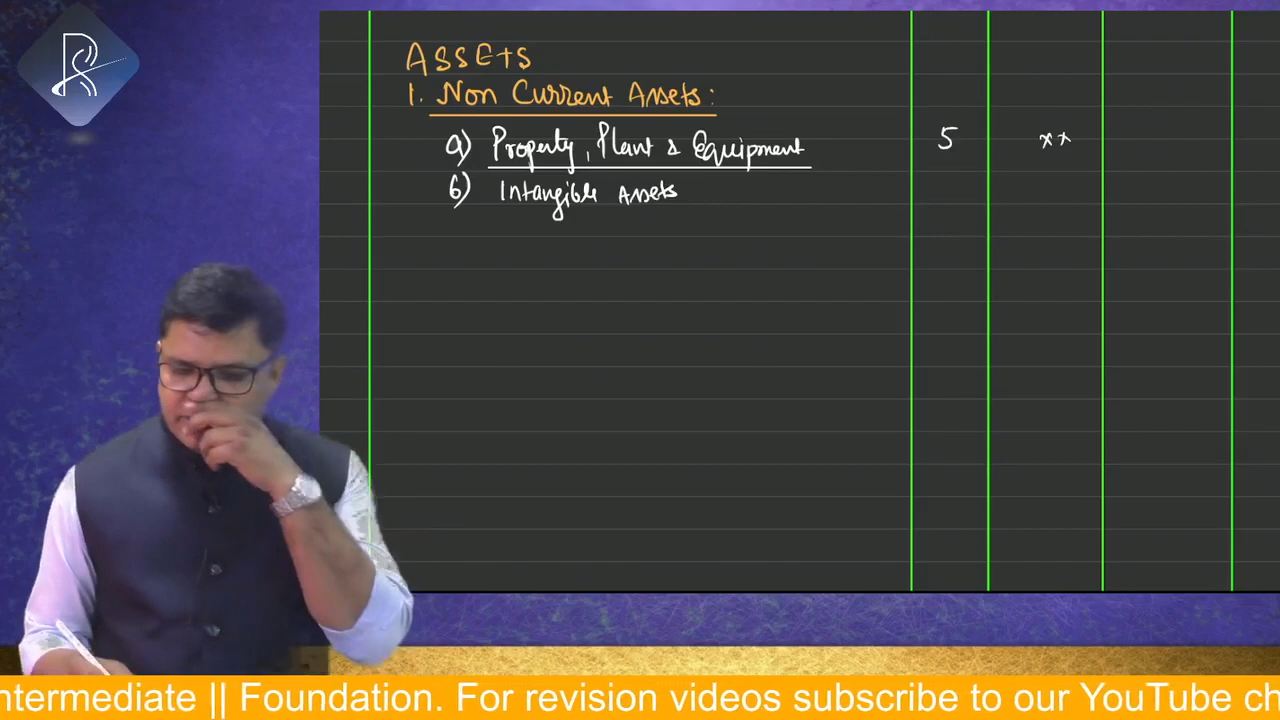 ASSETS
1. Non Current Assets:
a) Property, Plant & Equipment 5 xx
b) Intangible Assets
ntermediate || Foundation. For revision videos subscribe to our YouTube ch